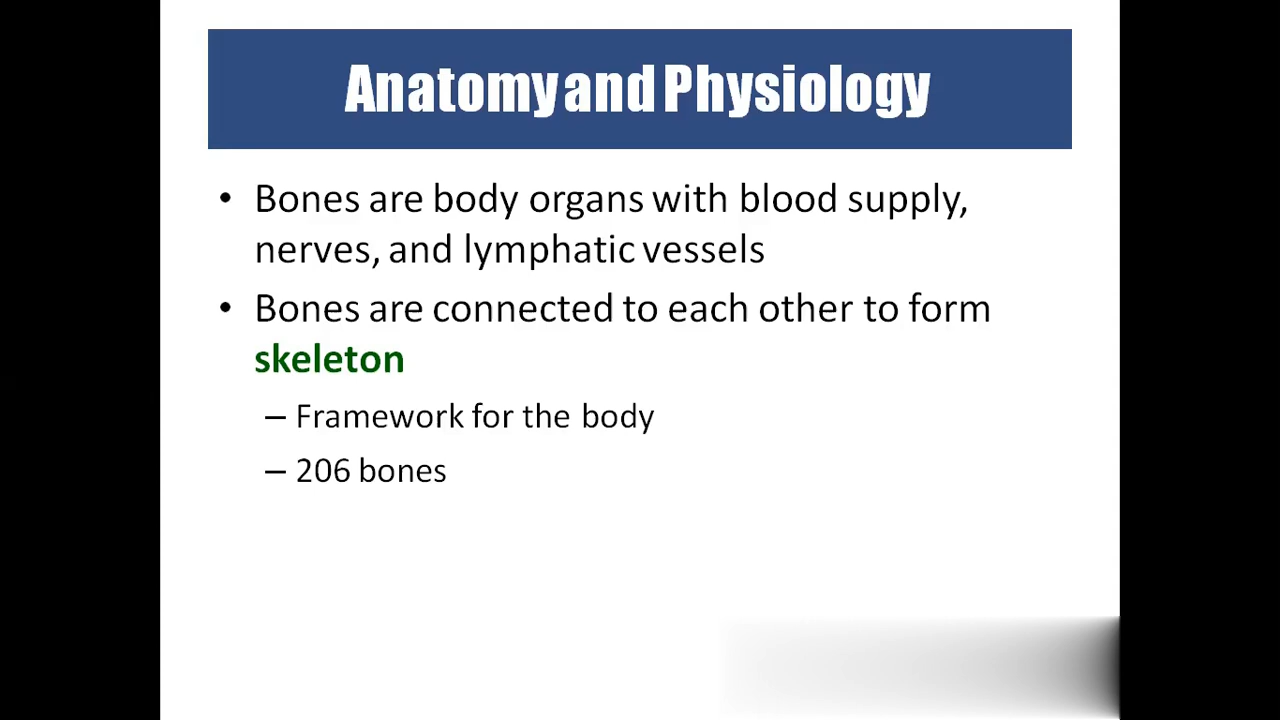 Anatomy and Physiology
• Bones are body organs with blood supply,
nerves, and lymphatic vessels
• Bones are connected to each other to form
skeleton
– Framework for the body
– 206 bones